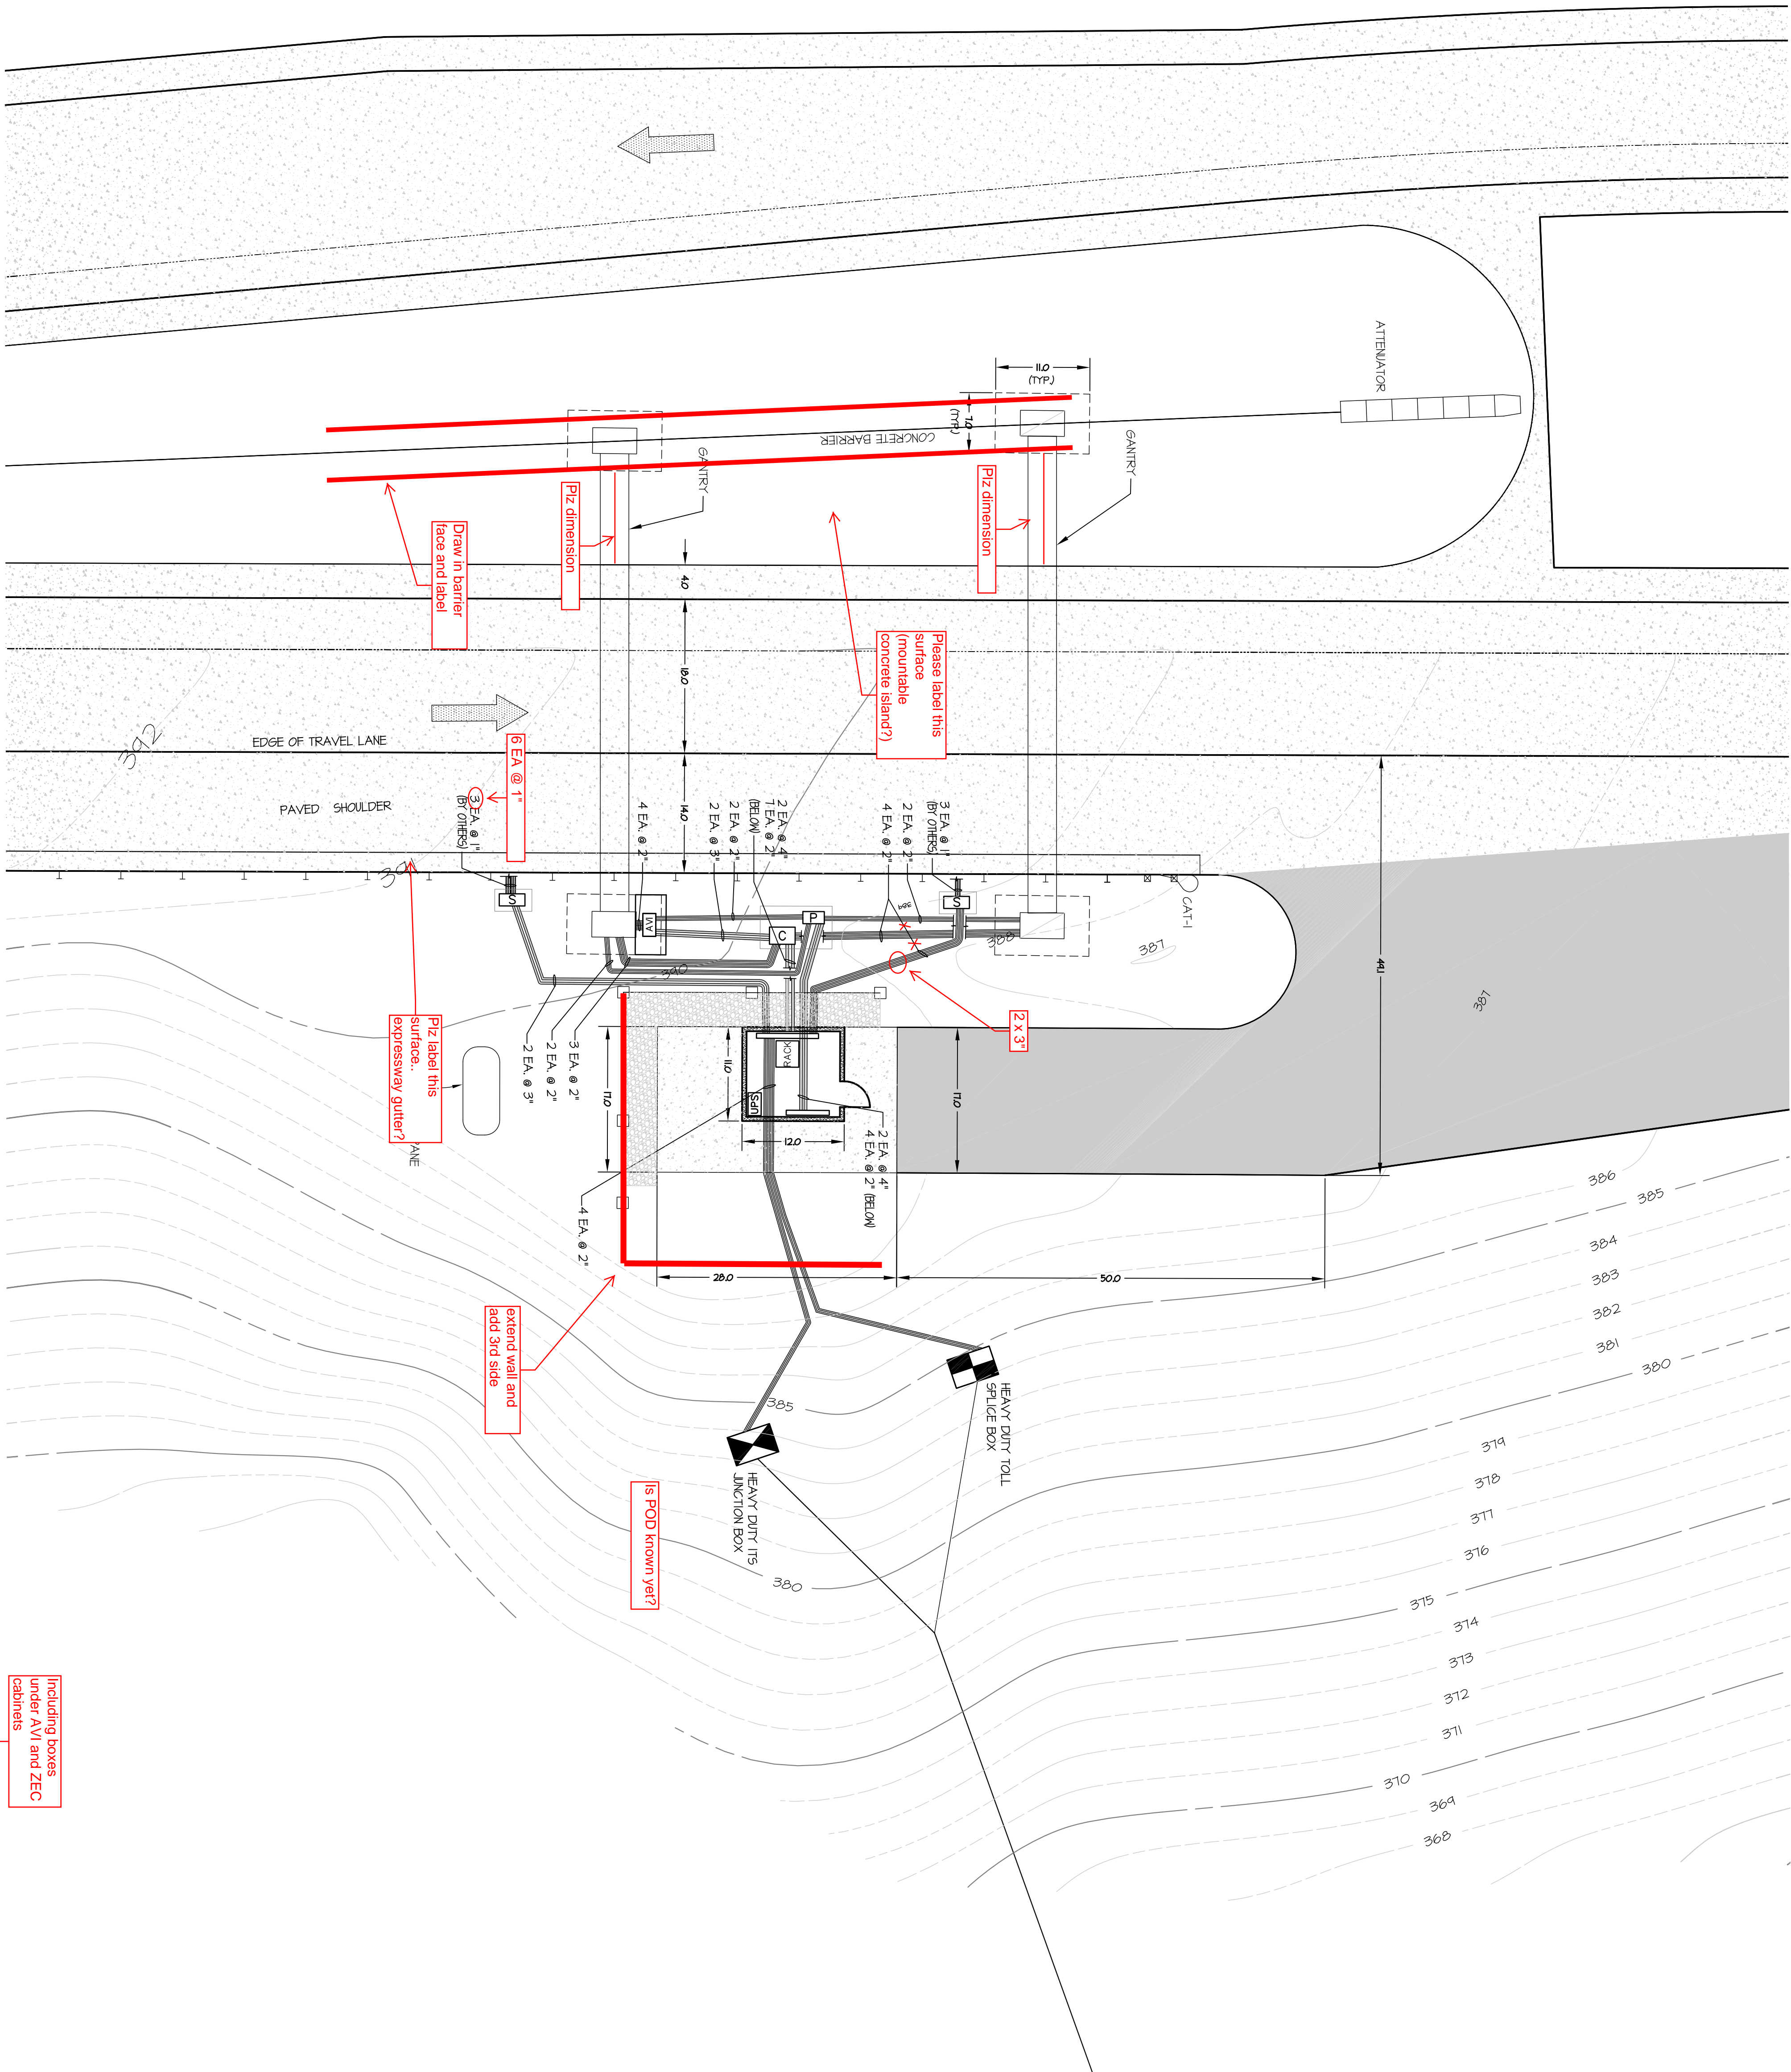 ATTENUATOR
11.0
(TYP.)
7.0
(TYP.)
CONCRETE BARRIER
GANTRY
GANTRY
Plz dimension
Plz dimension
Draw in barrier
face and label
4.0
Please label this
surface
(mountable
concrete island?)
18.0
EDGE OF TRAVEL LANE
392
6 EA @ 1"
3 EA. @ 1"
(BY OTHERS)
PAVED SHOULDER
14.0
4 EA. @ 2"
2 EA. @ 3"
2 EA. @ 2"
2 EA. @ 4"
7 EA. @ 2"
(BELOW)
4 EA. @ 2"
2 EA. @ 2"
3 EA. @ 1"
(BY OTHERS)
CAT-1
S
S
P
C
389
388
387
387
390
49.1
2 x 3"
Plz label this
surface..
expressway gutter?
2 EA. @ 3"
2 EA. @ 2"
3 EA. @ 2"
17.0
11.0
RACK
UPS
12.0
17.0
2 EA. @ 4"
4 EA. @ 2" (BELOW)
4 EA. @ 2"
28.0
50.0
extend wall and
add 3rd side
HEAVY DUTY TOLL
SPLICE BOX
HEAVY DUTY ITS
JUNCTION BOX
Is POD known yet?
385
380
386
385
384
383
382
381
380
379
378
377
376
375
374
373
372
371
370
369
368
Including boxes
under AVI and ZEC
cabinets